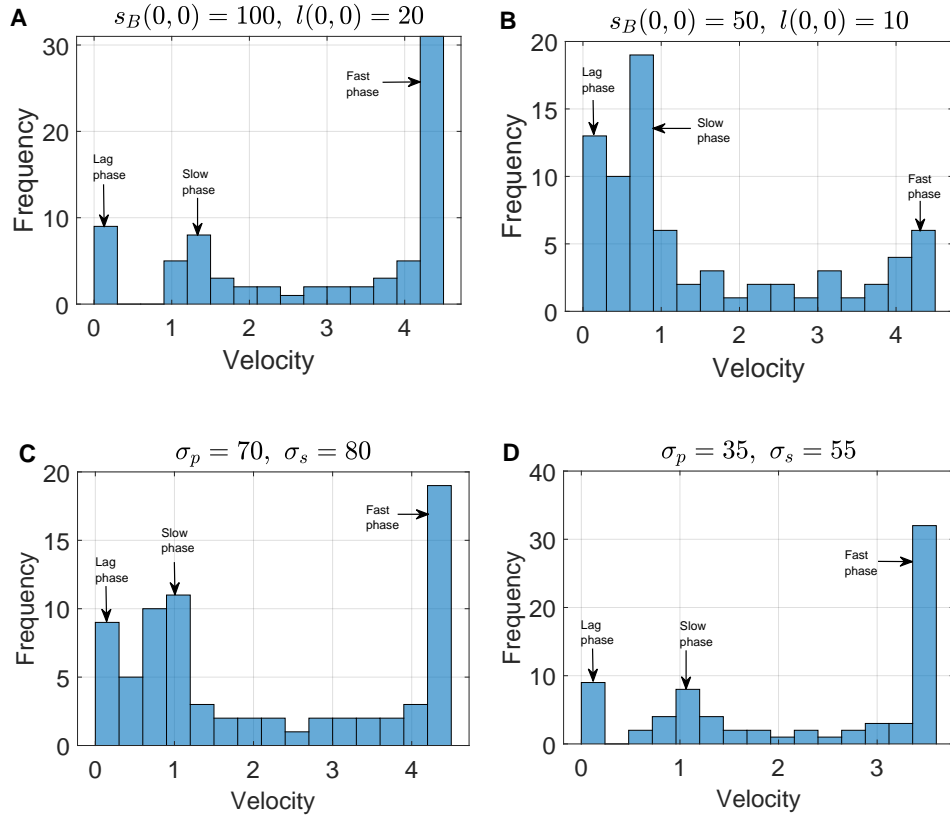 A
s_B(0,0) = 100, l(0,0) = 20
30
20
10
0
Frequency
Lag
phase
Slow
phase
Fast
phase
0 1 2 3 4
Velocity
B
s_B(0,0) = 50, l(0,0) = 10
20
15
10
5
0
Frequency
Lag
phase
Slow
phase
Fast
phase
0 1 2 3 4
Velocity
C
σ_p = 70, σ_s = 80
20
15
10
5
0
Frequency
Lag
phase
Slow
phase
Fast
phase
0 1 2 3 4
Velocity
D
σ_p = 35, σ_s = 55
40
30
20
10
0
Frequency
Lag
phase
Slow
phase
Fast
phase
0 1 2 3
Velocity